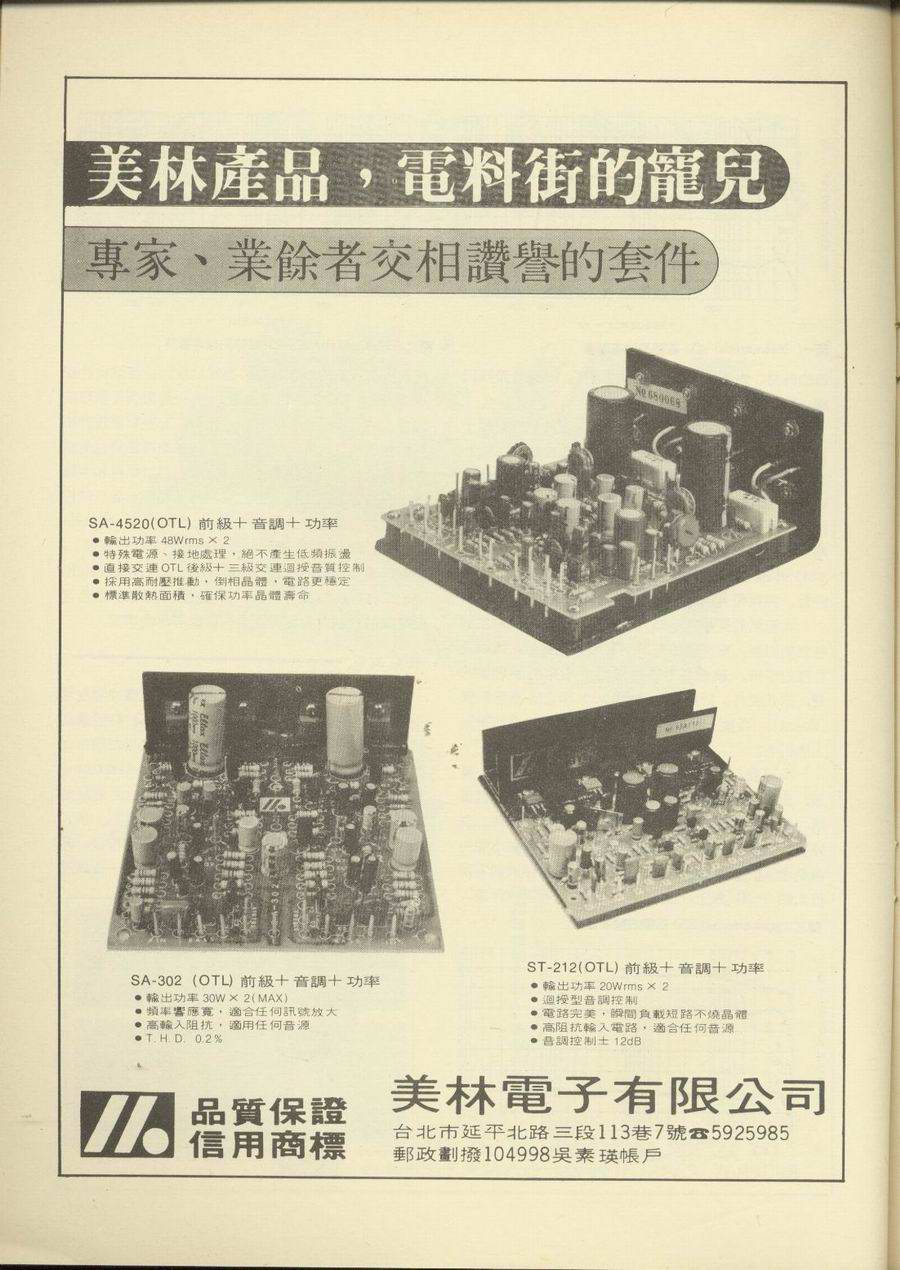 美林產品，電料街的寵兒
專家、業餘者交相讚譽的套件
No 680068
SA-4520(OTL) 前級＋音調＋功率
● 輸出功率 48Wrms × 2
● 特殊電源、接地處理，絕不產生低頻振盪
● 直接交連 OTL 後級＋三級交連迴授音質控制
● 採用高耐壓推動，倒相晶體，電路更穩定
● 標準散熱面積，確保功率晶體壽命
SA-302 (OTL) 前級＋音調＋功率
● 輸出功率 30W × 2(MAX)
● 頻率響應寬，適合任何訊號放大
● 高輸入阻抗，適用任何音源
● T. H. D. 0.2%
ST-212(OTL) 前級＋音調＋功率
● 輸出功率 20Wrms × 2
● 迴授型音調控制
● 電路完美，瞬間負載短路不燒晶體
● 高阻抗輸入電路，適合任何音源
● 音調控制 ± 12dB
品質保證
信用商標
美林電子有限公司
台北市延平北路三段113巷7號☎5925985
郵政劃撥104998吳素瑛帳戶